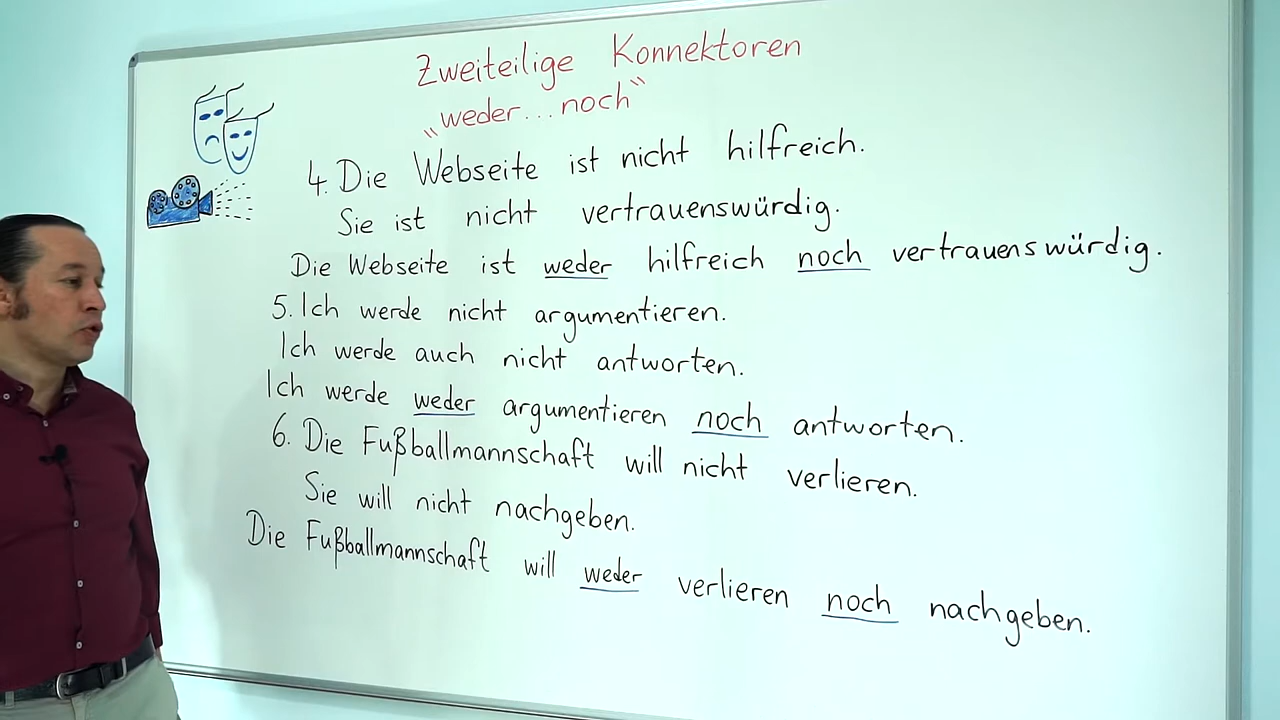 Zweiteilige Konnektoren
"weder...noch"
4. Die Webseite ist nicht hilfreich.
Sie ist nicht vertrauenswürdig.
Die Webseite ist weder hilfreich noch vertrauenswürdig.
5. Ich werde nicht argumentieren.
Ich werde auch nicht antworten.
Ich werde weder argumentieren noch antworten.
6. Die Fußballmannschaft will nicht verlieren.
Sie will nicht nachgeben.
Die Fußballmannschaft will weder verlieren noch nachgeben.